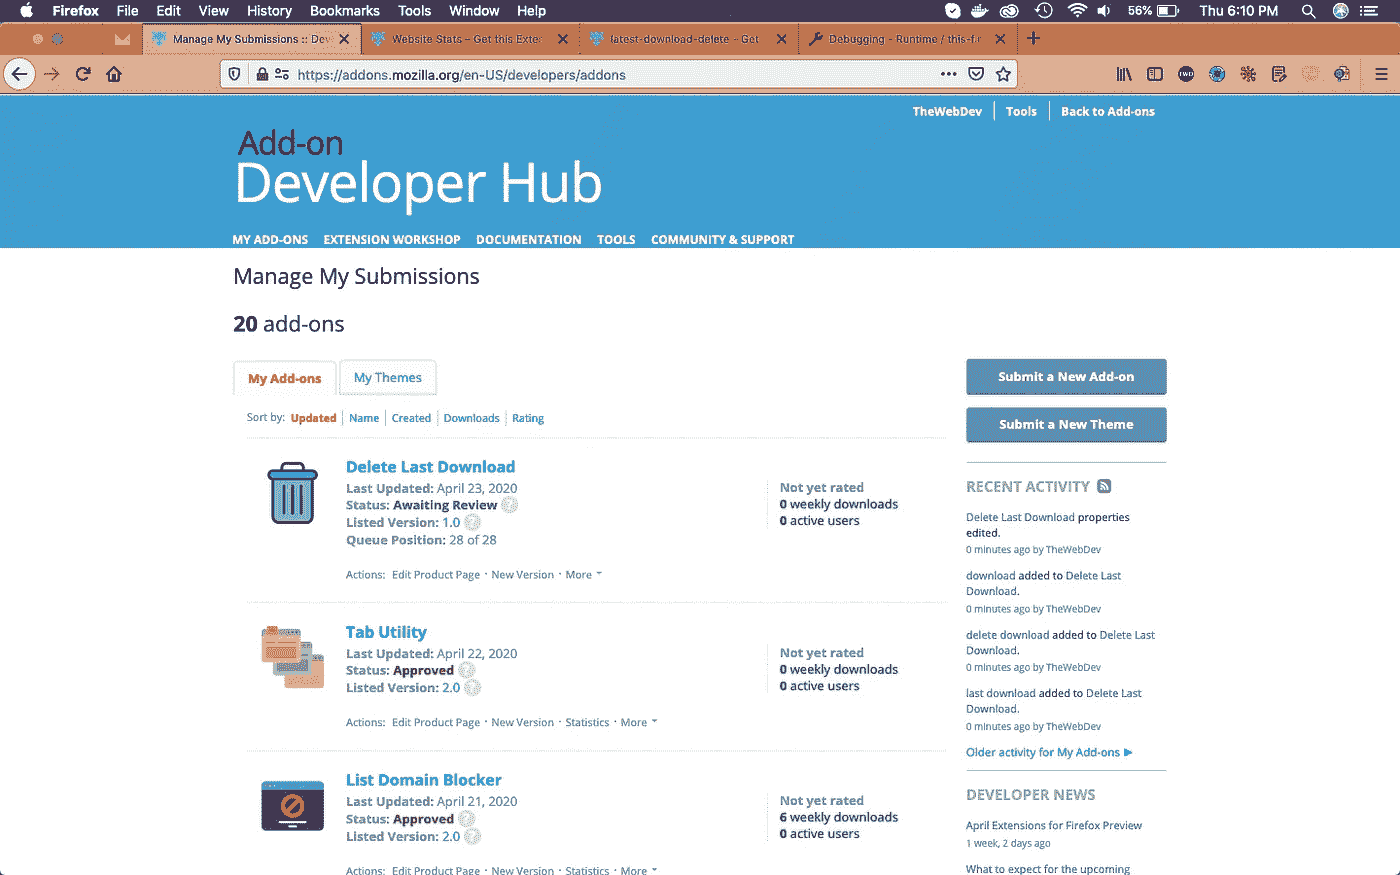 Firefox File Edit View History Bookmarks Tools Window Help 56% Thu 6:10 PM
Manage My Submissions :: Dev Website Stats – Get this Exter latest-download-delete - Get Debugging - Runtime / this-fir
https://addons.mozilla.org/en-US/developers/addons
TheWebDev Tools Back to Add-ons
Add-on
Developer Hub
MY ADD-ONS EXTENSION WORKSHOP DOCUMENTATION TOOLS COMMUNITY & SUPPORT
Manage My Submissions
20 add-ons
My Add-ons My Themes
Sort by: Updated Name Created Downloads Rating
Delete Last Download
Last Updated: April 23, 2020
Status: Awaiting Review
Listed Version: 1.0
Queue Position: 28 of 28
Not yet rated
0 weekly downloads
0 active users
Actions: Edit Product Page · New Version · More
Tab Utility
Last Updated: April 22, 2020
Status: Approved
Listed Version: 2.0
Not yet rated
0 weekly downloads
0 active users
Actions: Edit Product Page · New Version · Statistics · More
List Domain Blocker
Last Updated: April 21, 2020
Status: Approved
Listed Version: 2.0
Not yet rated
6 weekly downloads
0 active users
Actions: Edit Product Page · New Version · Statistics · More
Submit a New Add-on
Submit a New Theme
RECENT ACTIVITY
Delete Last Download properties
edited.
0 minutes ago by TheWebDev
download added to Delete Last
Download.
0 minutes ago by TheWebDev
delete download added to Delete Last
Download.
0 minutes ago by TheWebDev
last download added to Delete Last
Download.
0 minutes ago by TheWebDev
Older activity for My Add-ons ▶
DEVELOPER NEWS
April Extensions for Firefox Preview
1 week, 2 days ago
What to expect for the upcoming